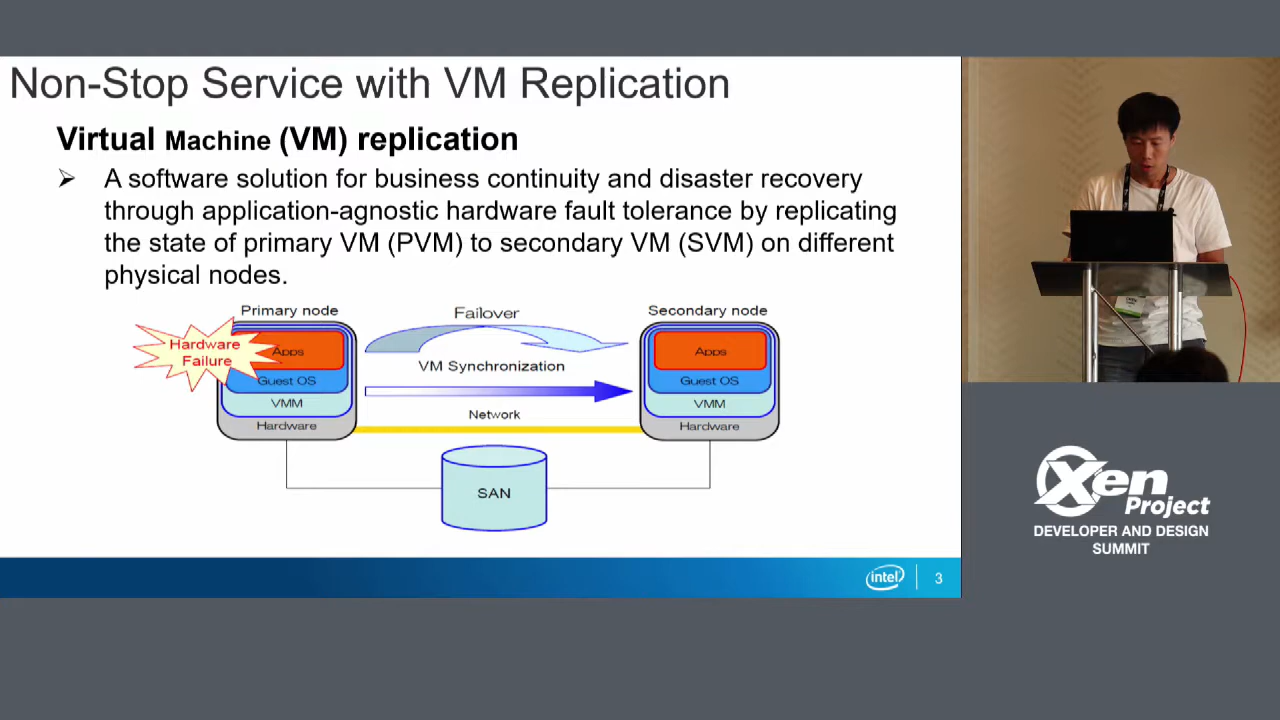 Non-Stop Service with VM Replication
Virtual Machine (VM) replication
A software solution for business continuity and disaster recovery
through application-agnostic hardware fault tolerance by replicating
the state of primary VM (PVM) to secondary VM (SVM) on different
physical nodes.
Primary node
Failover
Secondary node
Hardware
Failure
Apps
Guest OS
VMM
Hardware
VM Synchronization
Network
Apps
Guest OS
VMM
Hardware
SAN
intel
3
Xen
Project
DEVELOPER AND DESIGN
SUMMIT